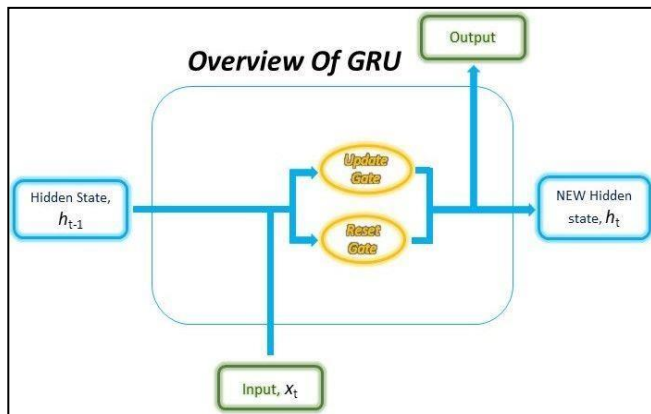 Output
Overview Of GRU
Update
Gate
Hidden State,
hₜ₋₁
NEW Hidden
state, hₜ
Reset
Gate
Input, xₜ